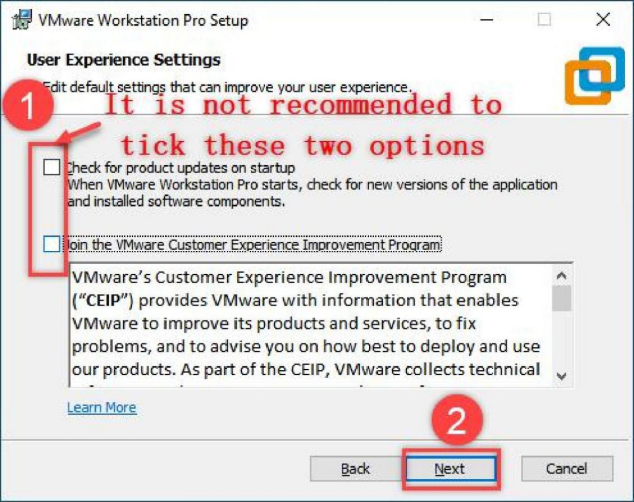 VMware Workstation Pro Setup
User Experience Settings
Edit default settings that can improve your user experience.
1
It is not recommended to
tick these two options
Check for product updates on startup
When VMware Workstation Pro starts, check for new versions of the application
and installed software components.
Join the VMware Customer Experience Improvement Program
VMware's Customer Experience Improvement Program
("CEIP") provides VMware with information that enables
VMware to improve its products and services, to fix
problems, and to advise you on how best to deploy and use
our products. As part of the CEIP, VMware collects technical
Learn More
2
Back Next Cancel